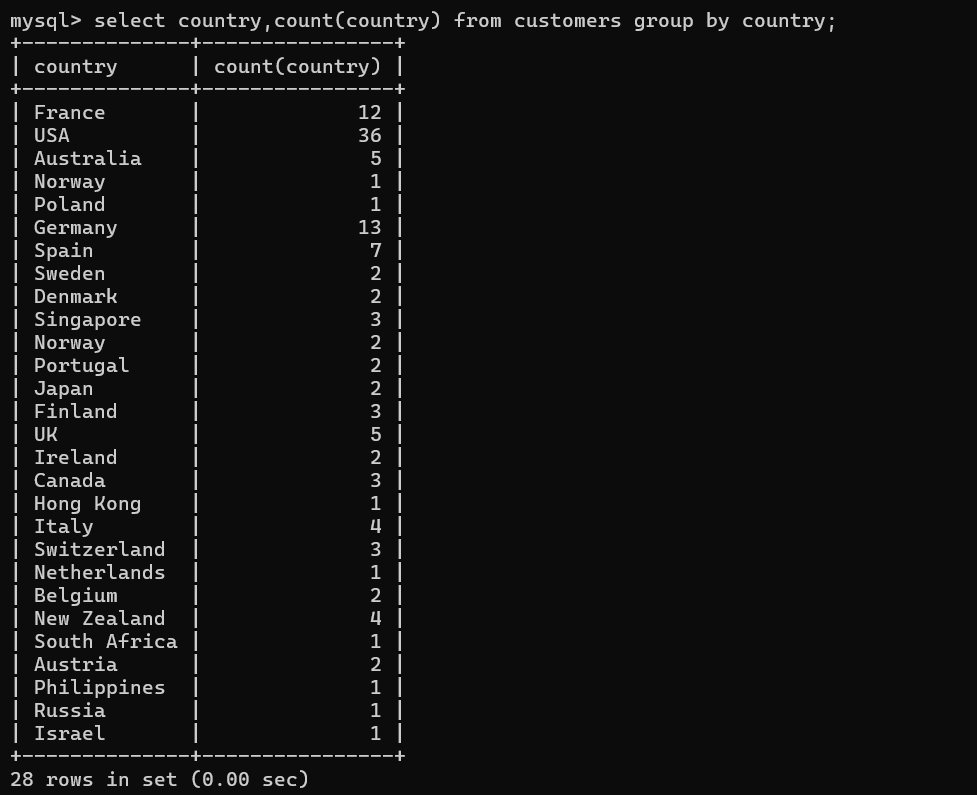 mysql> select country,count(country) from customers group by country;
+--------------+----------------+
| country      | count(country) |
+--------------+----------------+
| France       |             12 |
| USA          |             36 |
| Australia    |              5 |
| Norway       |              1 |
| Poland       |              1 |
| Germany      |             13 |
| Spain        |              7 |
| Sweden       |              2 |
| Denmark      |              2 |
| Singapore    |              3 |
| Norway       |              2 |
| Portugal     |              2 |
| Japan        |              2 |
| Finland      |              3 |
| UK           |              5 |
| Ireland      |              2 |
| Canada       |              3 |
| Hong Kong    |              1 |
| Italy        |              4 |
| Switzerland  |              3 |
| Netherlands  |              1 |
| Belgium      |              2 |
| New Zealand  |              4 |
| South Africa |              1 |
| Austria      |              2 |
| Philippines  |              1 |
| Russia       |              1 |
| Israel       |              1 |
+--------------+----------------+
28 rows in set (0.00 sec)